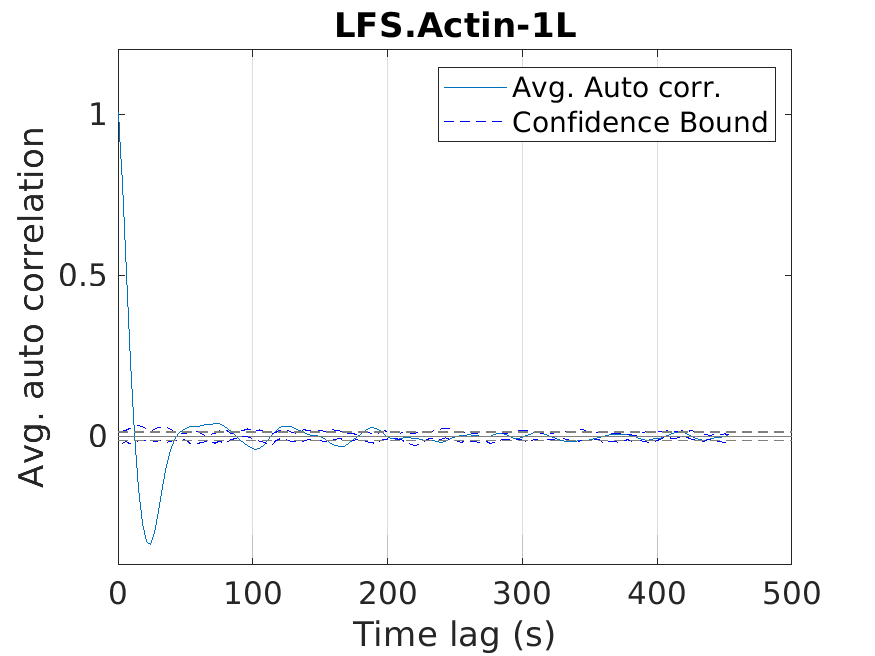 LFS.Actin-1L
Avg. Auto corr.
Confidence Bound
Avg. auto correlation
1
0.5
0
0 100 200 300 400 500
Time lag (s)